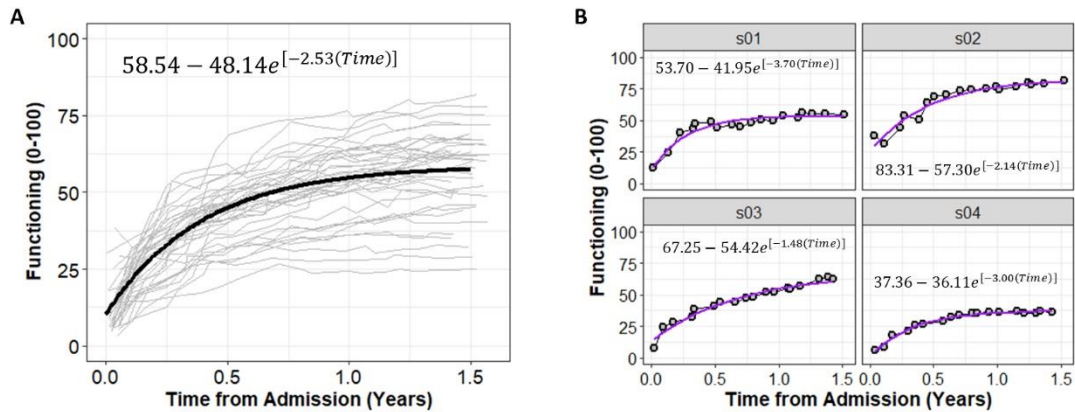 A
58.54 − 48.14e^[−2.53(Time)]
100
75
50
25
0
Functioning (0-100)
0.0 0.5 1.0 1.5
Time from Admission (Years)
B
s01 s02
53.70 − 41.95e^[−3.70(Time)]
83.31 − 57.30e^[−2.14(Time)]
100
75
50
25
0
s03 s04
67.25 − 54.42e^[−1.48(Time)]
37.36 − 36.11e^[−3.00(Time)]
100
75
50
25
0
Functioning (0-100)
0.0 0.5 1.0 1.5 0.0 0.5 1.0 1.5
Time from Admission (Years)